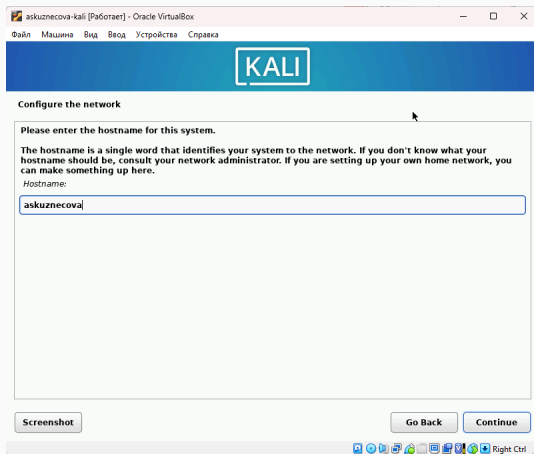 askuznecova-kali [Работает] - Oracle VirtualBox
Файл Машина Вид Ввод Устройства Справка
KALI
Configure the network
Please enter the hostname for this system.
The hostname is a single word that identifies your system to the network. If you don't know what your
hostname should be, consult your network administrator. If you are setting up your own home network, you
can make something up here.
Hostname:
askuznecova
Screenshot Go Back Continue
Right Ctrl